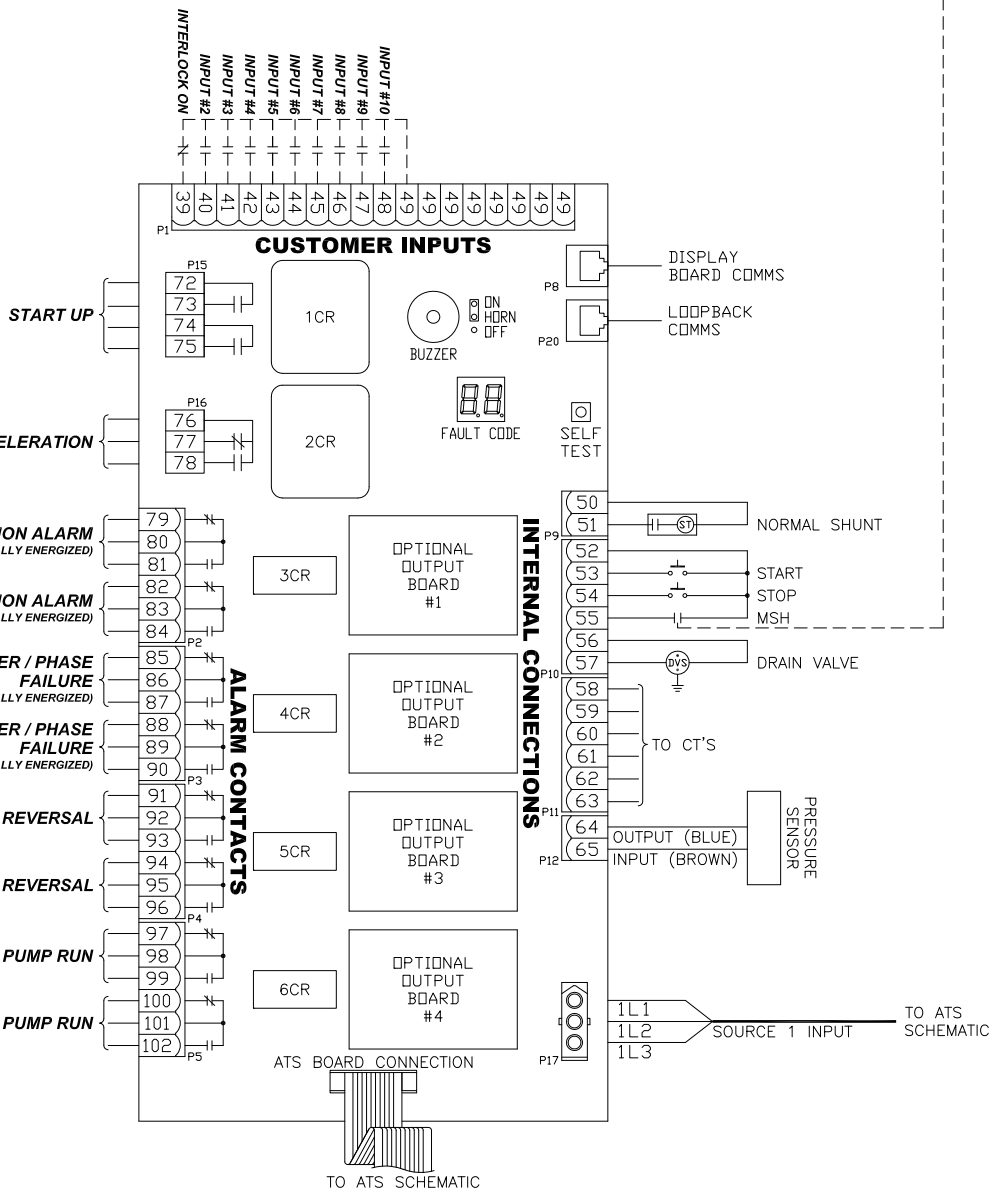 INTERLOCK ON
INPUT #2
INPUT #3
INPUT #4
INPUT #5
INPUT #6
INPUT #7
INPUT #8
INPUT #9
INPUT #10
39 40 41 42 43 44 45 46 47 48 49 49 49 49 49 49 49 49
P1
CUSTOMER INPUTS
P15
72
73
74
75
START UP
1CR
BUZZER
ON
HORN
OFF
P8
DISPLAY
BOARD COMMS
P20
LOOPBACK
COMMS
P16
76
77
78
ELERATION
2CR
FAULT CODE
SELF
TEST
79
80
81
82
83
84
P2
ION ALARM
LLY ENERGIZED)
ION ALARM
LLY ENERGIZED)
85
86
87
88
89
90
P3
ER / PHASE
FAILURE
LLY ENERGIZED)
ER / PHASE
FAILURE
LLY ENERGIZED)
91
92
93
94
95
96
P4
REVERSAL
REVERSAL
97
98
99
100
101
102
P5
PUMP RUN
PUMP RUN
ALARM CONTACTS
3CR
4CR
5CR
6CR
OPTIONAL
OUTPUT
BOARD
#1
OPTIONAL
OUTPUT
BOARD
#2
OPTIONAL
OUTPUT
BOARD
#3
OPTIONAL
OUTPUT
BOARD
#4
INTERNAL CONNECTIONS
50
51
P9
ST
NORMAL SHUNT
52
53
54
55
56
57
P10
START
STOP
MSH
DVS
DRAIN VALVE
58
59
60
61
62
63
P11
TO CT'S
64
65
P12
OUTPUT (BLUE)
INPUT (BROWN)
PRESSURE
SENSOR
P17
1L1
1L2
1L3
SOURCE 1 INPUT
TO ATS
SCHEMATIC
ATS BOARD CONNECTION
TO ATS SCHEMATIC